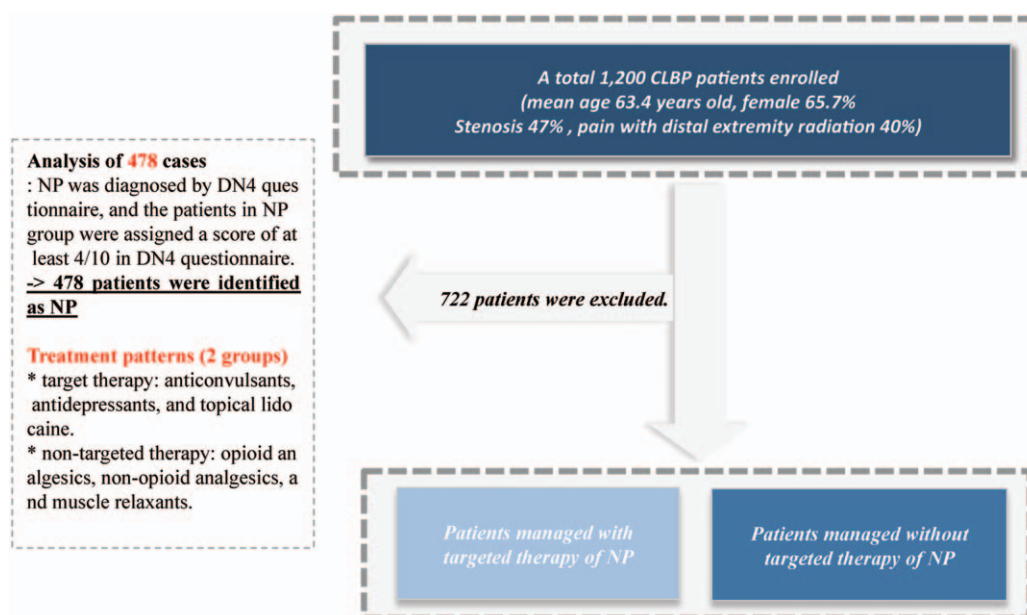 A total 1,200 CLBP patients enrolled
(mean age 63.4 years old, female 65.7%
Stenosis 47% , pain with distal extremity radiation 40%)
Analysis of 478 cases
: NP was diagnosed by DN4 ques
tionnaire, and the patients in NP
group were assigned a score of at
least 4/10 in DN4 questionnaire.
-> 478 patients were identified
as NP
Treatment patterns (2 groups)
* target therapy: anticonvulsants,
antidepressants, and topical lido
caine.
* non-targeted therapy: opioid an
algesics, non-opioid analgesics, a
nd muscle relaxants.
722 patients were excluded.
Patients managed with
targeted therapy of NP
Patients managed without
targeted therapy of NP